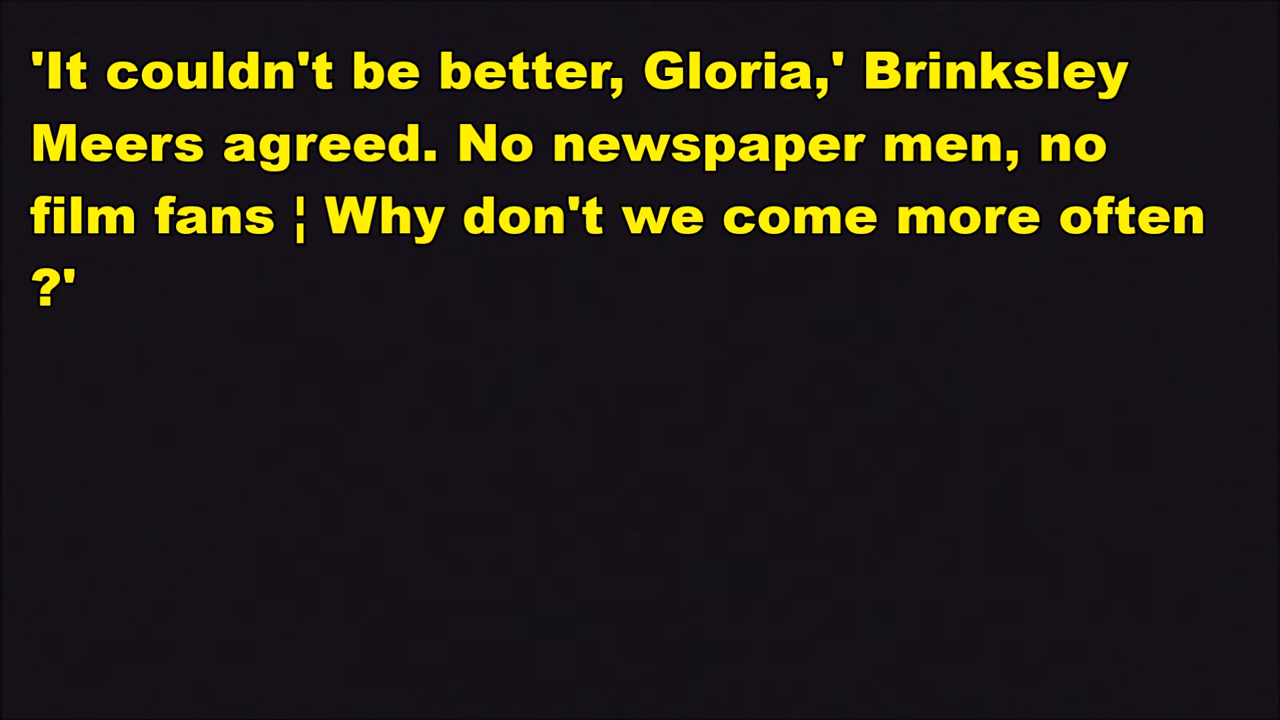 'It couldn't be better, Gloria,' Brinksley
Meers agreed. No newspaper men, no
film fans ¦ Why don't we come more often
?'